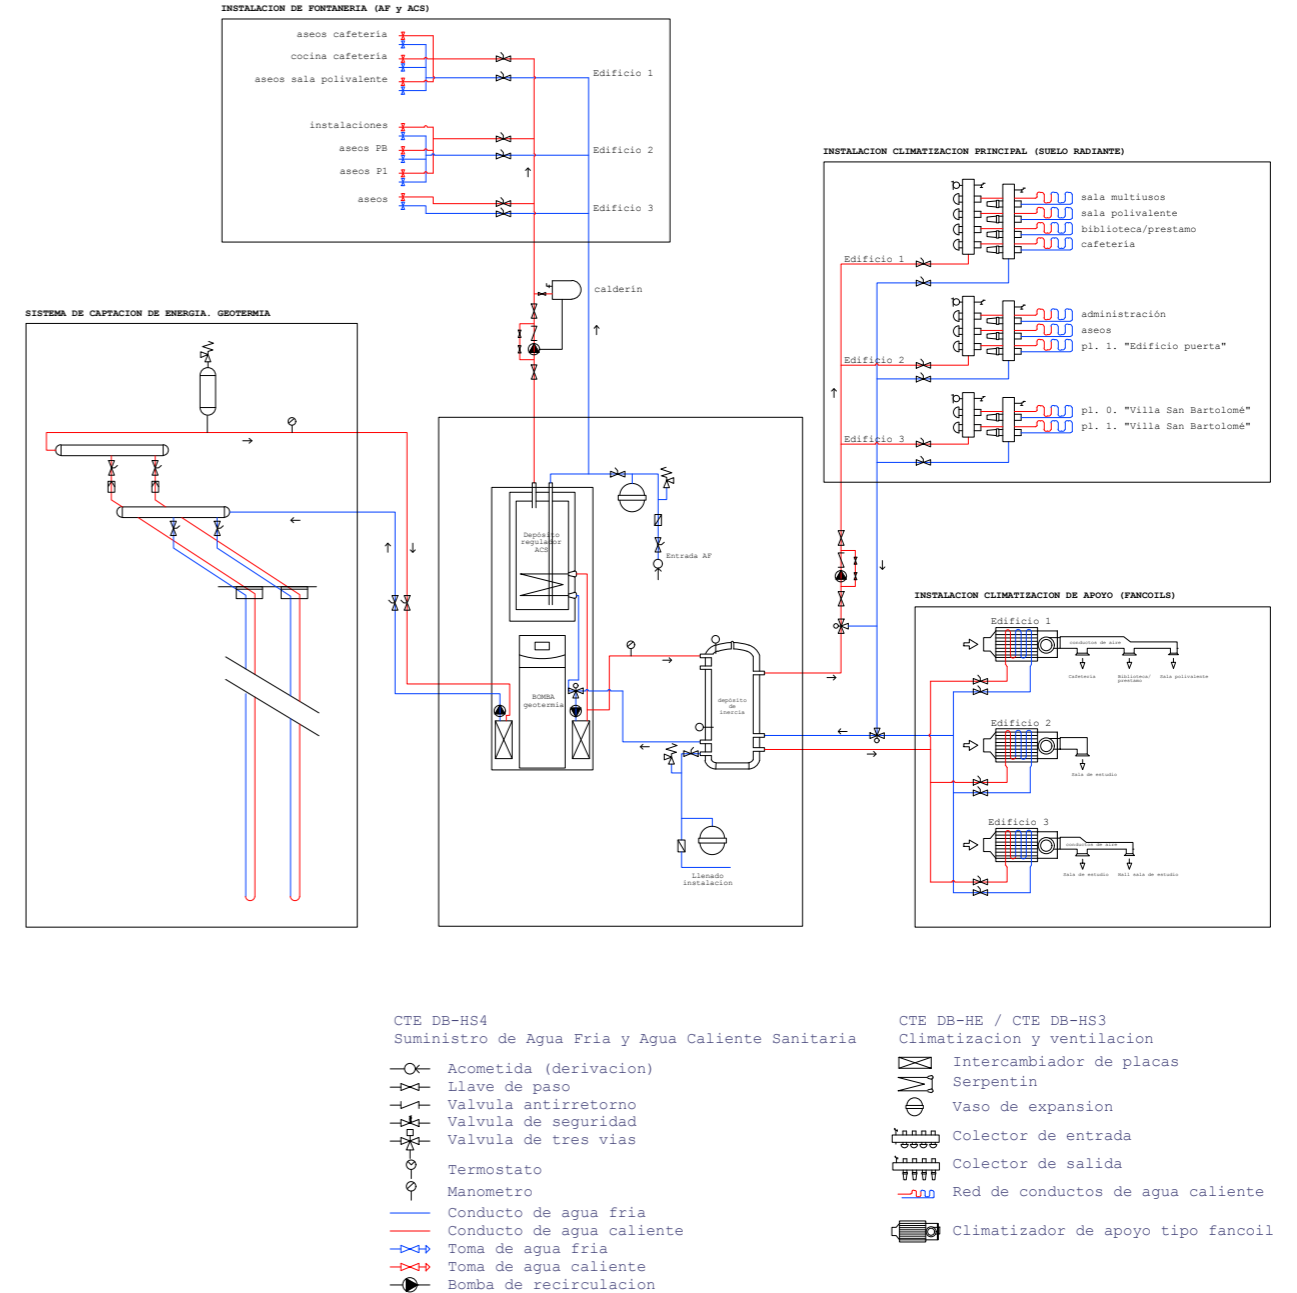 INSTALACION DE FONTANERIA (AF y ACS)
aseos cafeteria
cocina cafeteria
aseos sala polivalente
Edificio 1
instalaciones
aseos PB
aseos P1
Edificio 2
aseos
Edificio 3
calderin
INSTALACION CLIMATIZACION PRINCIPAL (SUELO RADIANTE)
sala multiusos
sala polivalente
biblioteca/prestamo
cafetería
Edificio 1
administración
aseos
pl. 1. "Edificio puerta"
Edificio 2
pl. 0. "Villa San Bartolomé"
pl. 1. "Villa San Bartolomé"
Edificio 3
SISTEMA DE CAPTACION DE ENERGIA. GEOTERMIA
Depósito
regulador
ACS
Entrada AF
BOMBA
geotermia
depósito
de
inercia
Llenado
instalacion
INSTALACION CLIMATIZACION DE APOYO (FANCOILS)
Edificio 1
conductos de aire
Cafetería
Biblioteca/
prestamo
Sala polivalente
Edificio 2
Sala de estudio
Edificio 3
conductos de aire
Sala de estudio
Hall sala de estudio
CTE DB-HS4
Suministro de Agua Fria y Agua Caliente Sanitaria
Acometida (derivacion)
Llave de paso
Valvula antirretorno
Valvula de seguridad
Valvula de tres vias
Termostato
Manometro
Conducto de agua fria
Conducto de agua caliente
Toma de agua fria
Toma de agua caliente
Bomba de recirculacion
CTE DB-HE / CTE DB-HS3
Climatizacion y ventilacion
Intercambiador de placas
Serpentin
Vaso de expansion
Colector de entrada
Colector de salida
Red de conductos de agua caliente
Climatizador de apoyo tipo fancoil